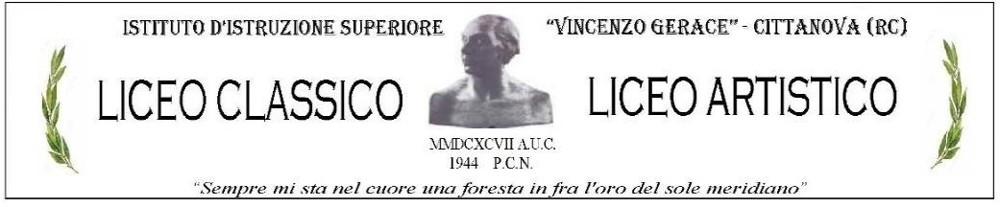 ISTITUTO D'ISTRUZIONE SUPERIORE "VINCENZO GERACE" - CITTANOVA (RC)
LICEO CLASSICO LICEO ARTISTICO
MMDCXCVII A.U.C.
1944 P.C.N.
"Sempre mi sta nel cuore una foresta in fra l'oro del sole meridiano"